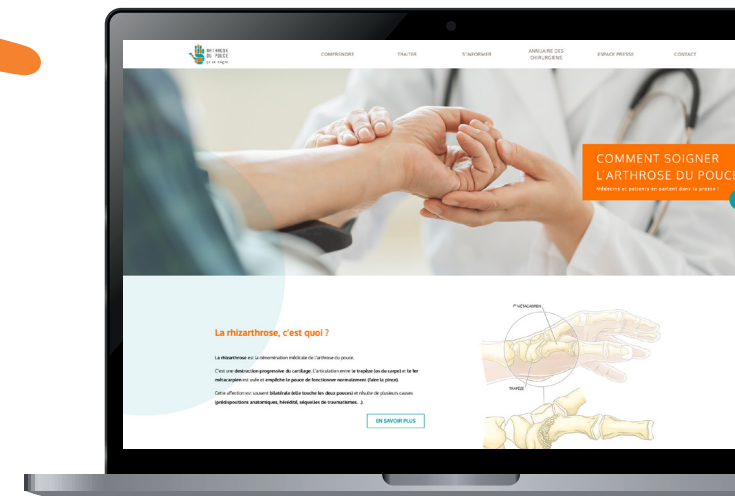 ARTHROSE
DU POUCE
COMPRENDRE
TRAITER
S'INFORMER
ANNUAIRE DES
CHIRURGIENS
ESPACE PRESSE
CONTACT
COMMENT SOIGNER
L'ARTHROSE DU POUCE
Médecins et patients en parlent dans la presse !
La rhizarthrose, c'est quoi ?
La rhizarthrose est la dénomination médicale de l'arthrose du pouce.
C'est une destruction progressive du cartilage. L'articulation entre le trapèze (os du carpe) et le 1er
métacarpien est usée et empêche le pouce de fonctionner normalement (faire la pince).
Cette affection est souvent bilatérale (elle touche les deux pouces) et résulte de plusieurs causes
(prédispositions anatomiques, hérédité, séquelles de traumatismes...).
EN SAVOIR PLUS
1ER MÉTACARPIEN
TRAPÈZE